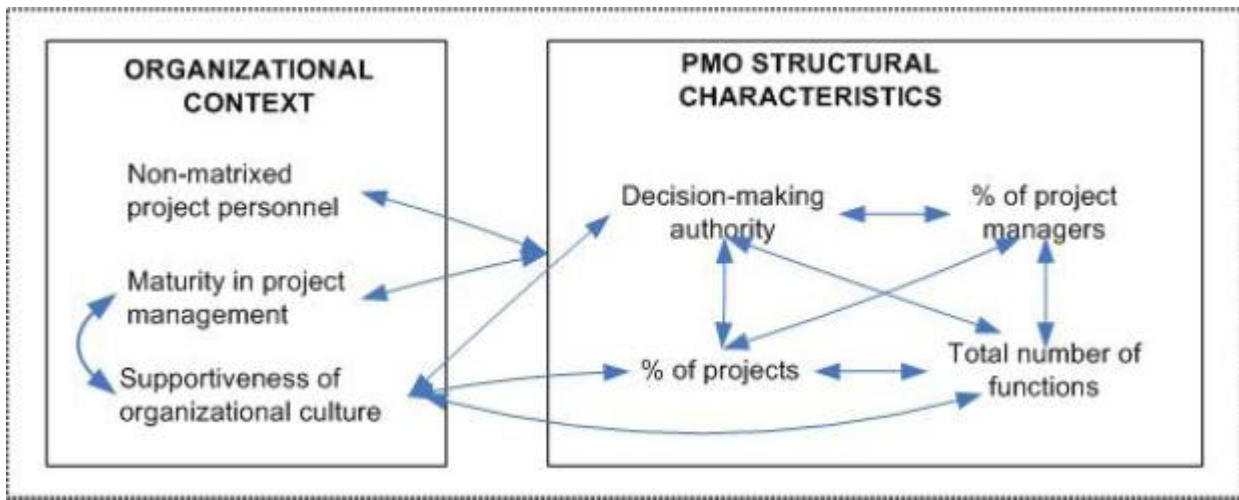 ORGANIZATIONAL
CONTEXT
Non-matrixed
project personnel
Maturity in project
management
Supportiveness of
organizational culture
PMO STRUCTURAL
CHARACTERISTICS
Decision-making
authority
% of project
managers
% of projects
Total number of
functions